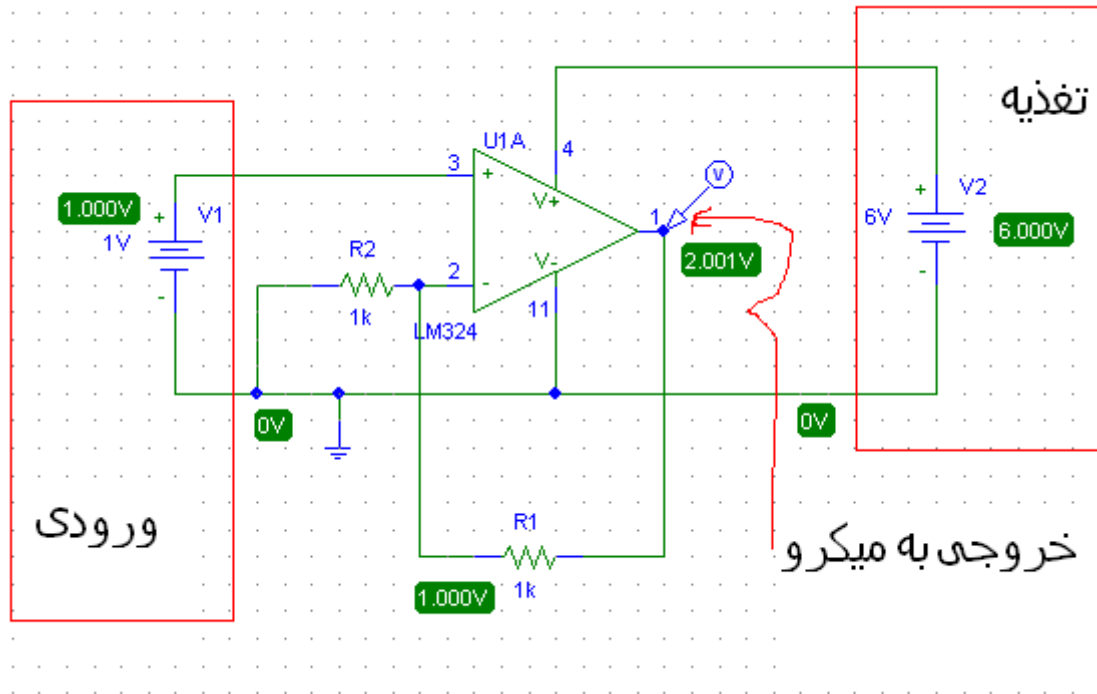 تغذیه
U1A
4
3
+
V+
1
V
+
V2
6V
6.000V
-
1.000V
+
V1
1V
-
R2
1k
2
-
V-
11
LM324
2.001V
0V
0V
ورودی
R1
1k
1.000V
خروجی به میکرو